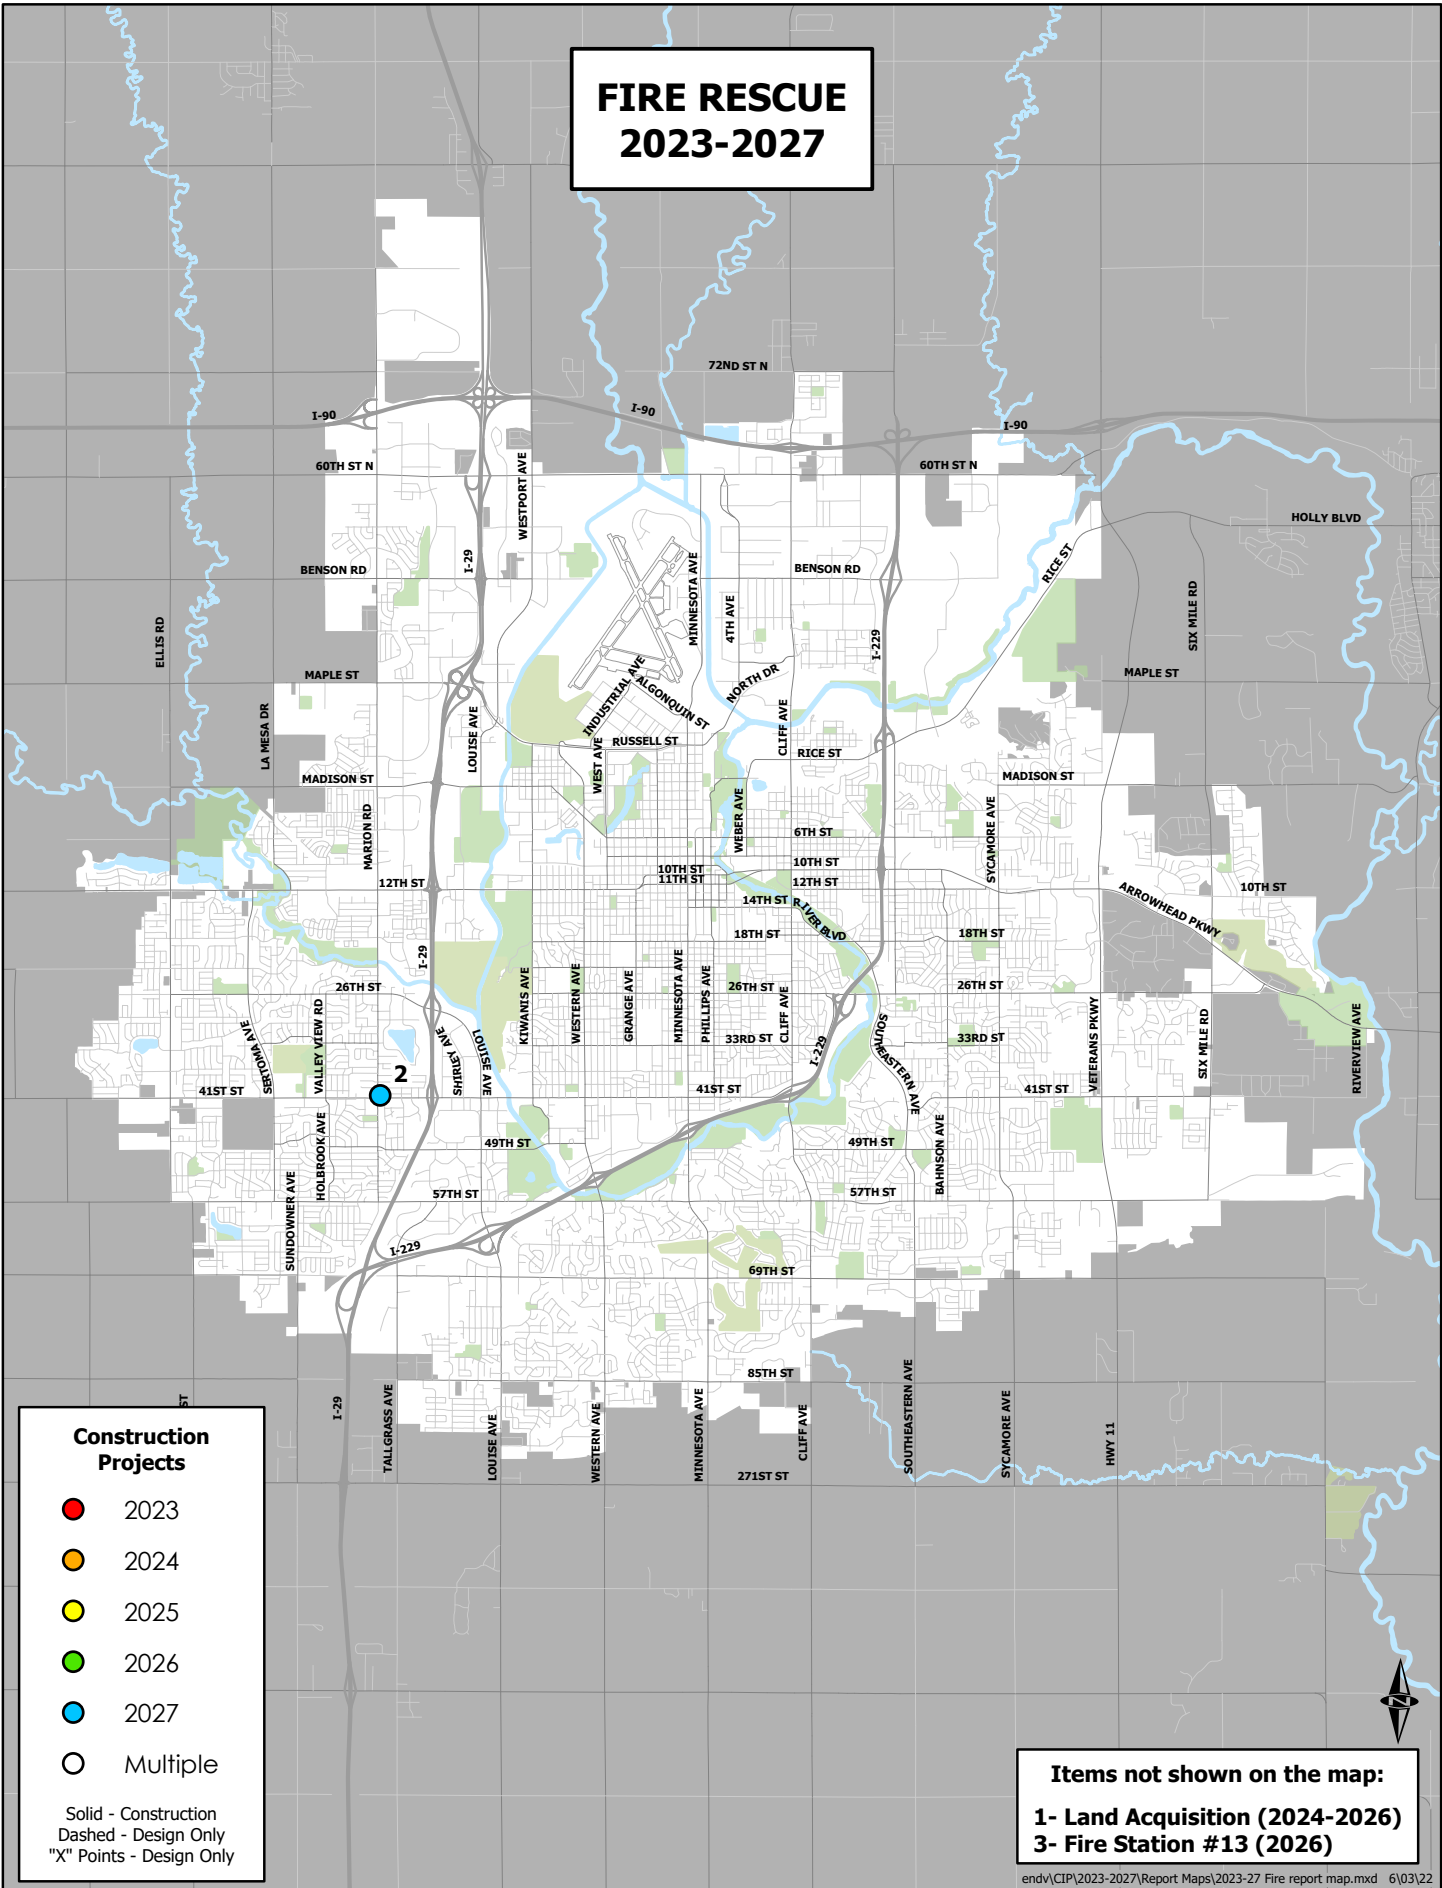 FIRE RESCUE
2023-2027
72ND ST N
I-90
I-90
I-90
60TH ST N
60TH ST N
WESTPORT AVE
HOLLY BLVD
I-29
BENSON RD
BENSON RD
RICE ST
MINNESOTA AVE
4TH AVE
ELLIS RD
I-229
SIX MILE RD
MAPLE ST
MAPLE ST
INDUSTRIAL AVE
ALGONQUIN ST
NORTH DR
LA MESA DR
LOUISE AVE
RUSSELL ST
CLIFF AVE
RICE ST
WEST AVE
MADISON ST
MADISON ST
MARION RD
WEBER AVE
6TH ST
SYCAMORE AVE
10TH ST
10TH ST
11TH ST
12TH ST
12TH ST
10TH ST
ARROWHEAD PKWY
14TH ST
RIVER BLVD
18TH ST
18TH ST
I-29
26TH ST
26TH ST
26TH ST
KIWANIS AVE
WESTERN AVE
GRANGE AVE
MINNESOTA AVE
PHILLIPS AVE
CLIFF AVE
SERTOMA AVE
VALLEY VIEW RD
SHIRLEY AVE
LOUISE AVE
33RD ST
33RD ST
I-229
SOUTHEASTERN AVE
VETERANS PKWY
SIX MILE RD
RIVERVIEW AVE
2
41ST ST
41ST ST
41ST ST
HOLBROOK AVE
49TH ST
49TH ST
BAHNSON AVE
57TH ST
57TH ST
SUNDOWNER AVE
I-229
69TH ST
85TH ST
I-29
TALLGRASS AVE
LOUISE AVE
WESTERN AVE
MINNESOTA AVE
CLIFF AVE
SOUTHEASTERN AVE
SYCAMORE AVE
HWY 11
271ST ST
ST
Construction
Projects
2023
2024
2025
2026
2027
Multiple
Solid - Construction
Dashed - Design Only
"X" Points - Design Only
N
Items not shown on the map:
1- Land Acquisition (2024-2026)
3- Fire Station #13 (2026)
endv\CIP\2023-2027\Report Maps\2023-27 Fire report map.mxd 6\03\22